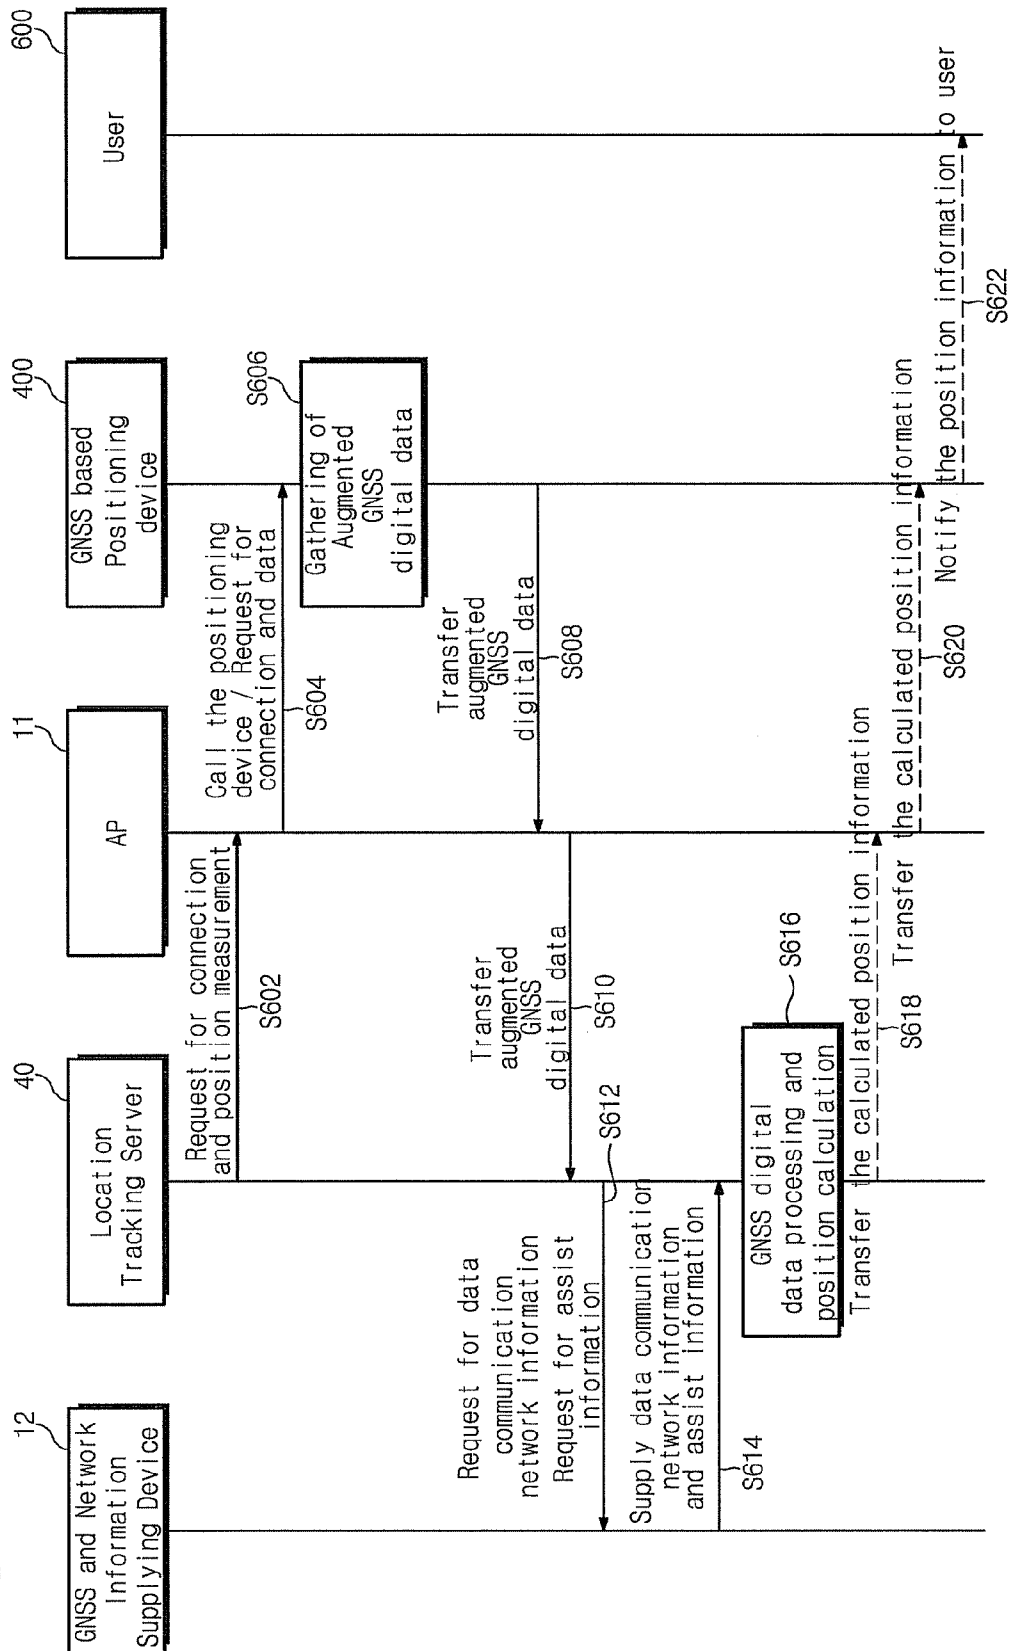 12
GNSS and Network
Information
Supplying Device
40
Location
Tracking Server
11
AP
400
GNSS based
Positioning
device
600
User
Request for connection
and position measurement
S602
Call the positioning
device / Request for
connection and data
S604
S606
Gathering of
Augmented
GNSS
digital data
Transfer
augmented
GNSS
digital data
S608
Transfer
augmented
GNSS
digital data
S610
Request for data
communication
network information
Request for assist
information
S612
Supply data communication
network information
and assist information
S614
S616
GNSS digital
data processing and
position calculation
Transfer the calculated position information
S618
Transfer the calculated position information
S620
Notify the position information to user
S622